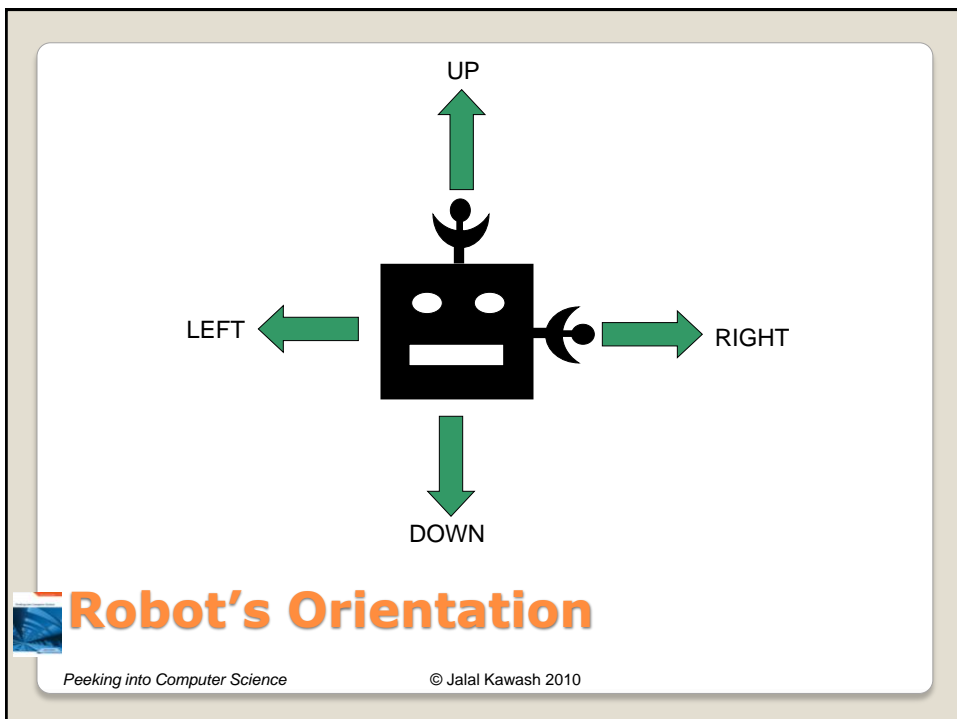 UP
LEFT
RIGHT
DOWN
Robot’s Orientation
Peeking into Computer Science
© Jalal Kawash 2010